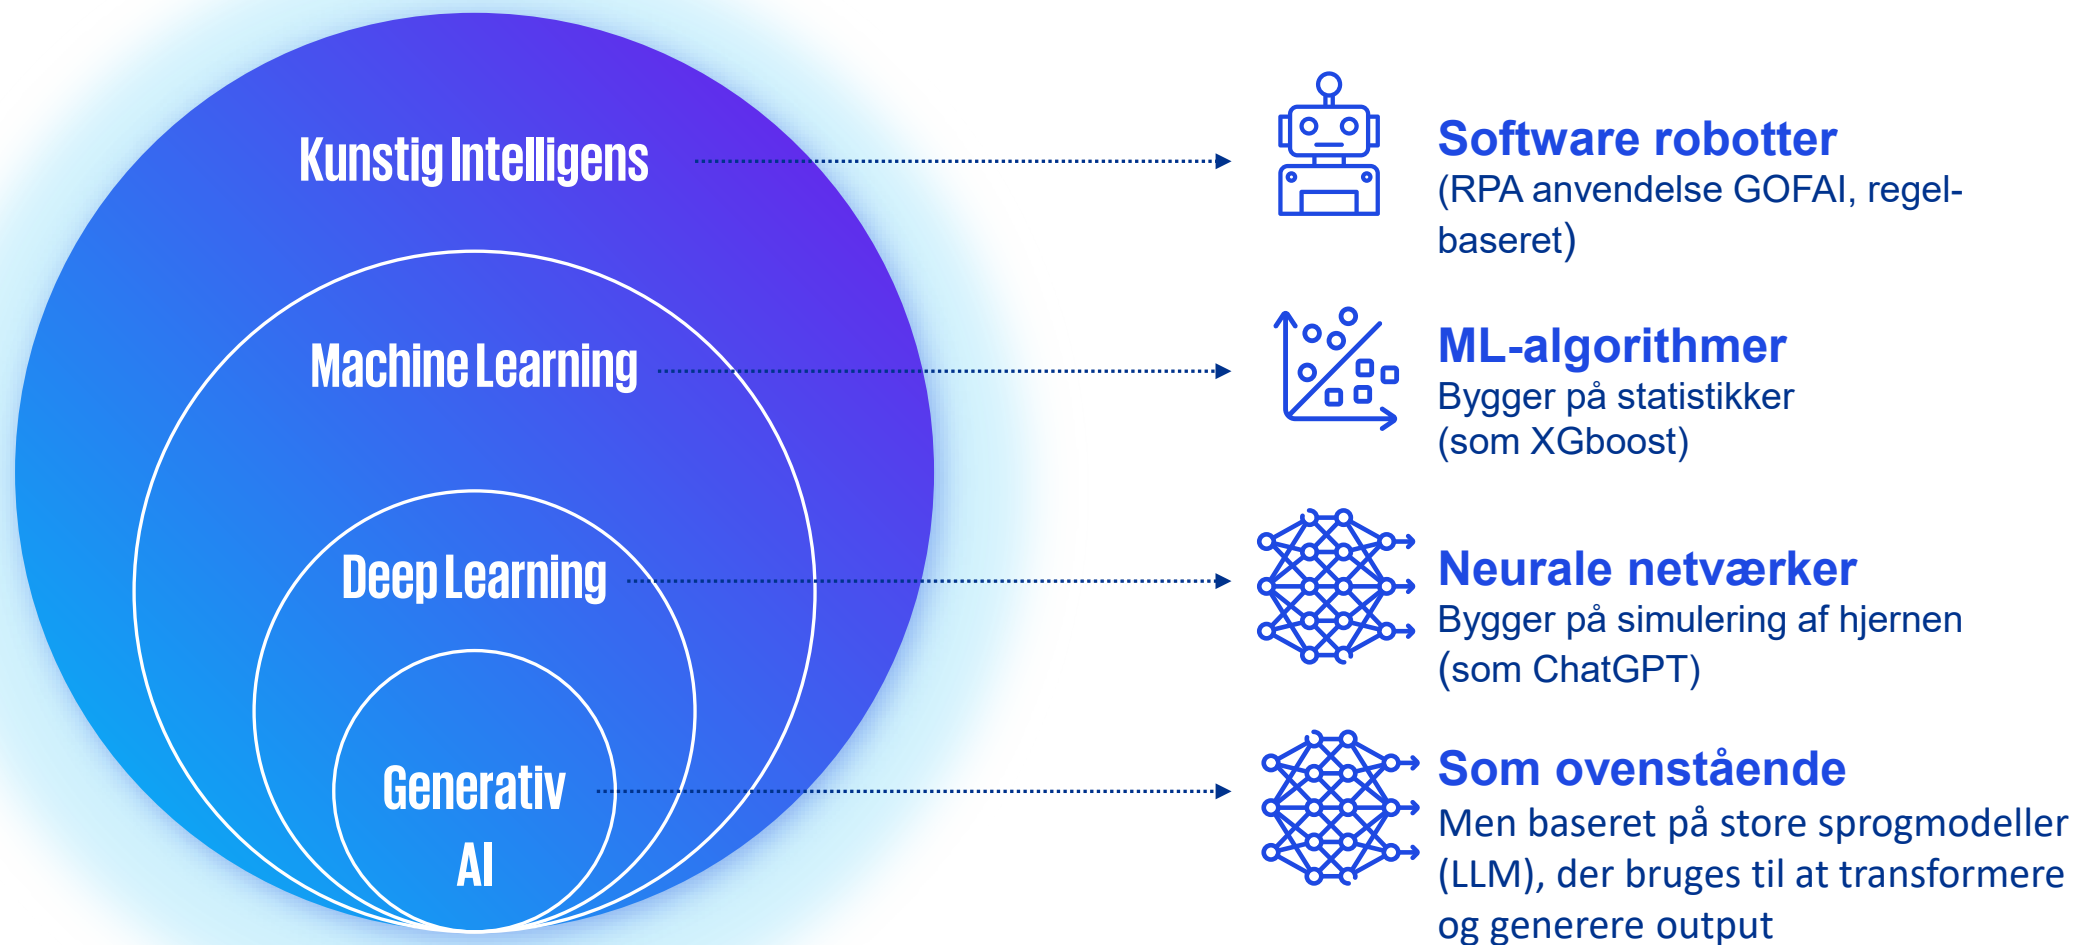 Kunstig Intelligens
Software robotter
(RPA anvendelse GOFAI, regel-
baseret)
Machine Learning
ML-algorithmer
Bygger på statistikker
(som XGboost)
Deep Learning
Neurale netværker
Bygger på simulering af hjernen
(som ChatGPT)
Generativ
AI
Som ovenstående
Men baseret på store sprogmodeller
(LLM), der bruges til at transformere
og generere output